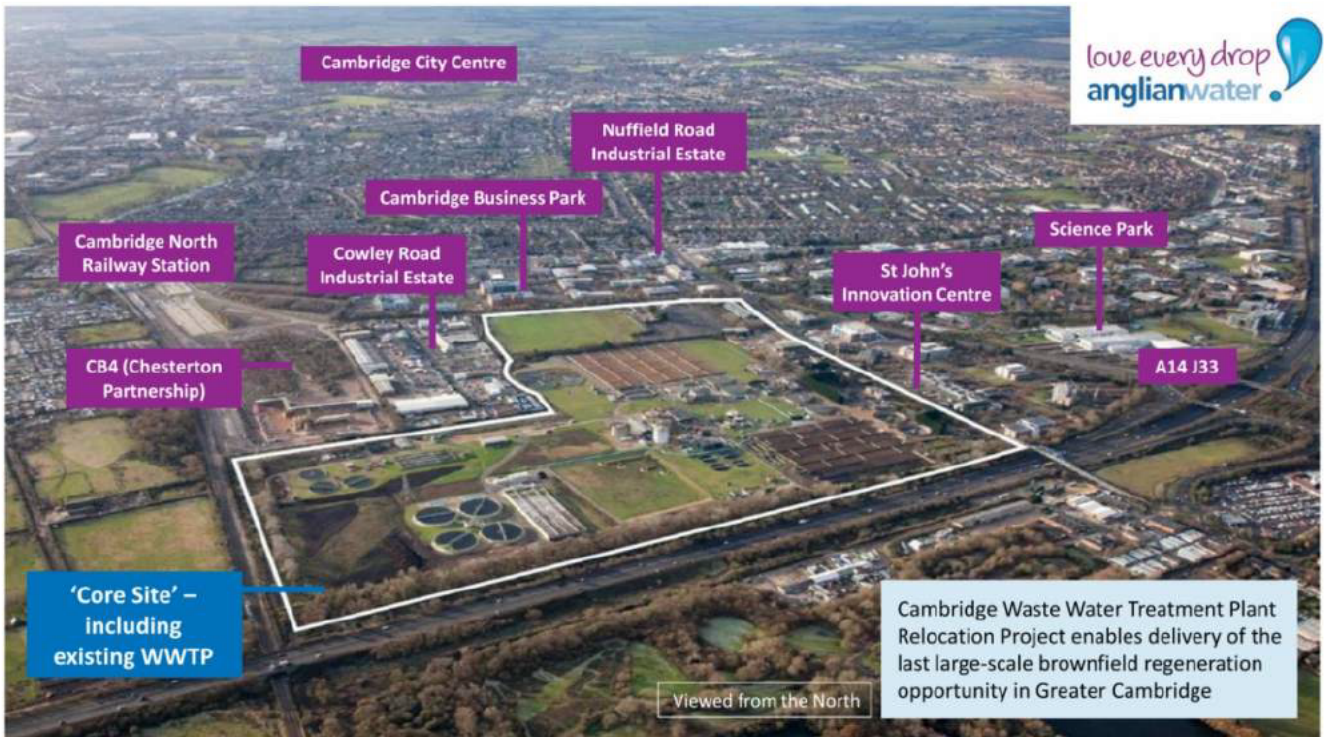 Cambridge City Centre
love every drop
anglianwater
Nuffield Road
Industrial Estate
Cambridge Business Park
Cambridge North
Railway Station
Cowley Road
Industrial Estate
Science Park
St John's
Innovation Centre
CB4 (Chesterton
Partnership)
A14 J33
‘Core Site’ –
including
existing WWTP
Cambridge Waste Water Treatment Plant
Relocation Project enables delivery of the
last large-scale brownfield regeneration
opportunity in Greater Cambridge
Viewed from the North